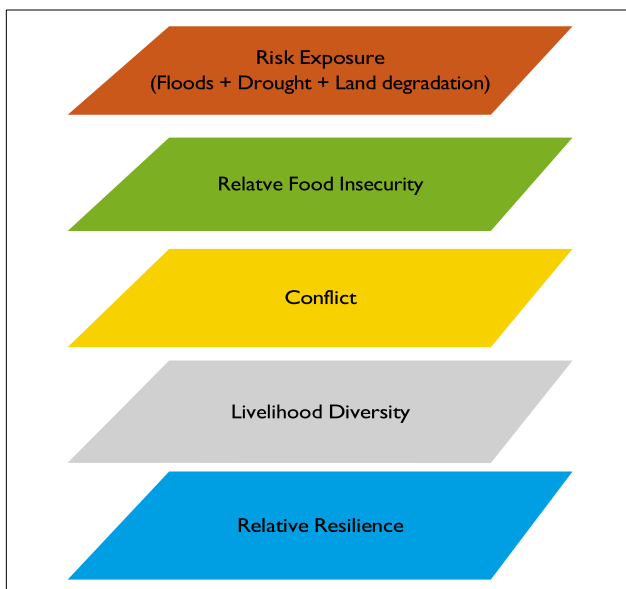 Risk Exposure
(Floods + Drought + Land degradation)
Relatve Food Insecurity
Conflict
Livelihood Diversity
Relative Resilience